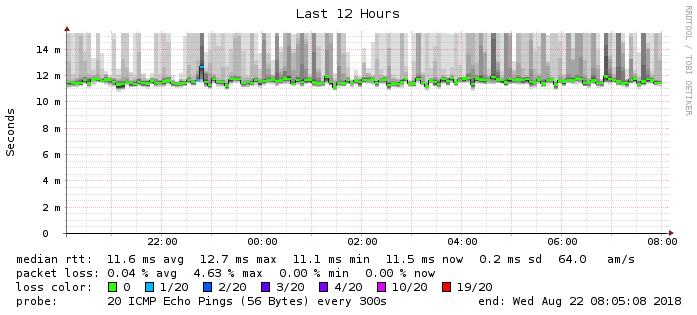 Last 12 Hours
RRDTOOL / TOBI OETIKER
Seconds
14 m
12 m
10 m
8 m
6 m
4 m
2 m
0
22:00 00:00 02:00 04:00 06:00 08:00
median rtt: 11.6 ms avg 12.7 ms max 11.1 ms min 11.5 ms now 0.2 ms sd 64.0 am/s
packet loss: 0.04 % avg 4.63 % max 0.00 % min 0.00 % now
loss color: 0 1/20 2/20 3/20 4/20 10/20 19/20
probe: 20 ICMP Echo Pings (56 Bytes) every 300s end: Wed Aug 22 08:05:08 2018